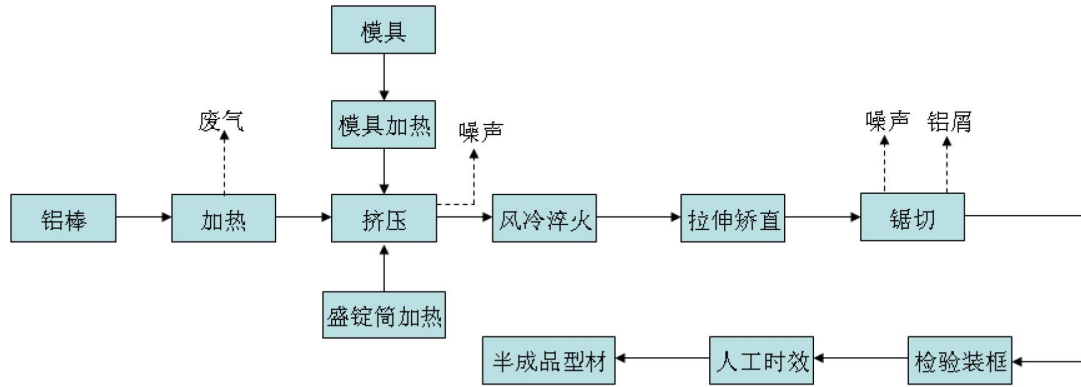 模具
模具加热
废气
噪声
噪声
铝屑
铝棒
加热
挤压
风冷淬火
拉伸矫直
锯切
盛锭筒加热
半成品型材
人工时效
检验装框